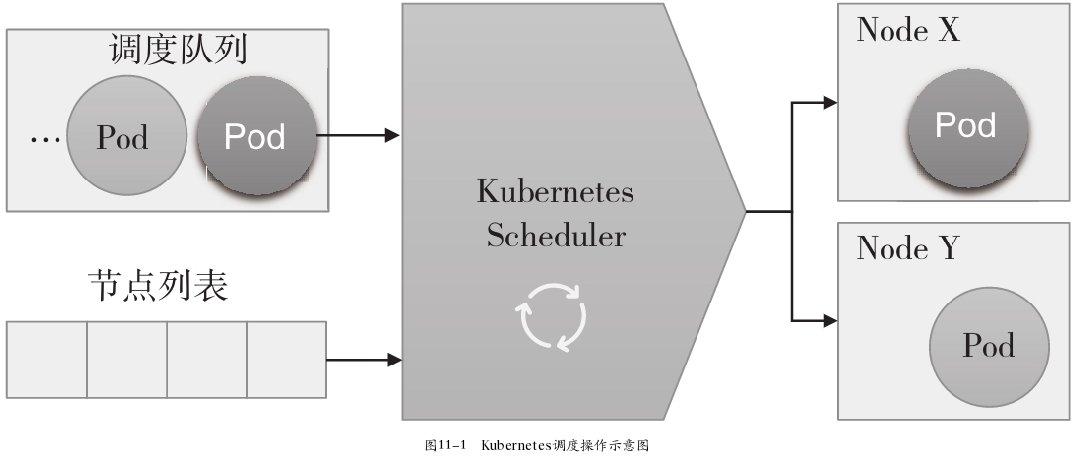 调度队列
… Pod Pod
节点列表
Kubernetes
Scheduler
Node X
Pod
Node Y
Pod
图11-1 Kubernetes调度操作示意图